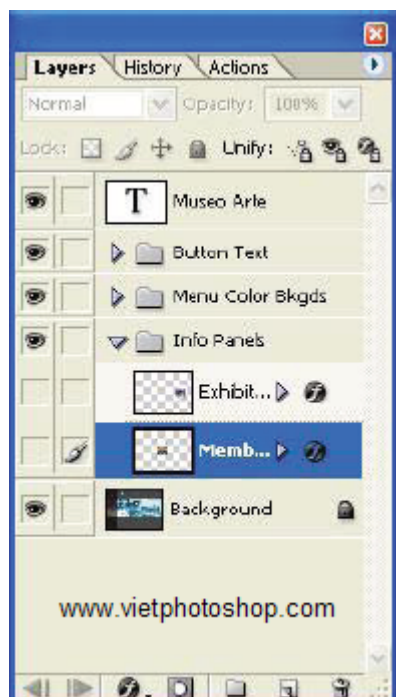 Layers History Actions
Normal Opacity: 100%
Lock: Unify:
T Museo Arte
Button Text
Menu Color Bkgds
Info Panels
Exhibit...
Memb...
Background
www.vietphotoshop.com